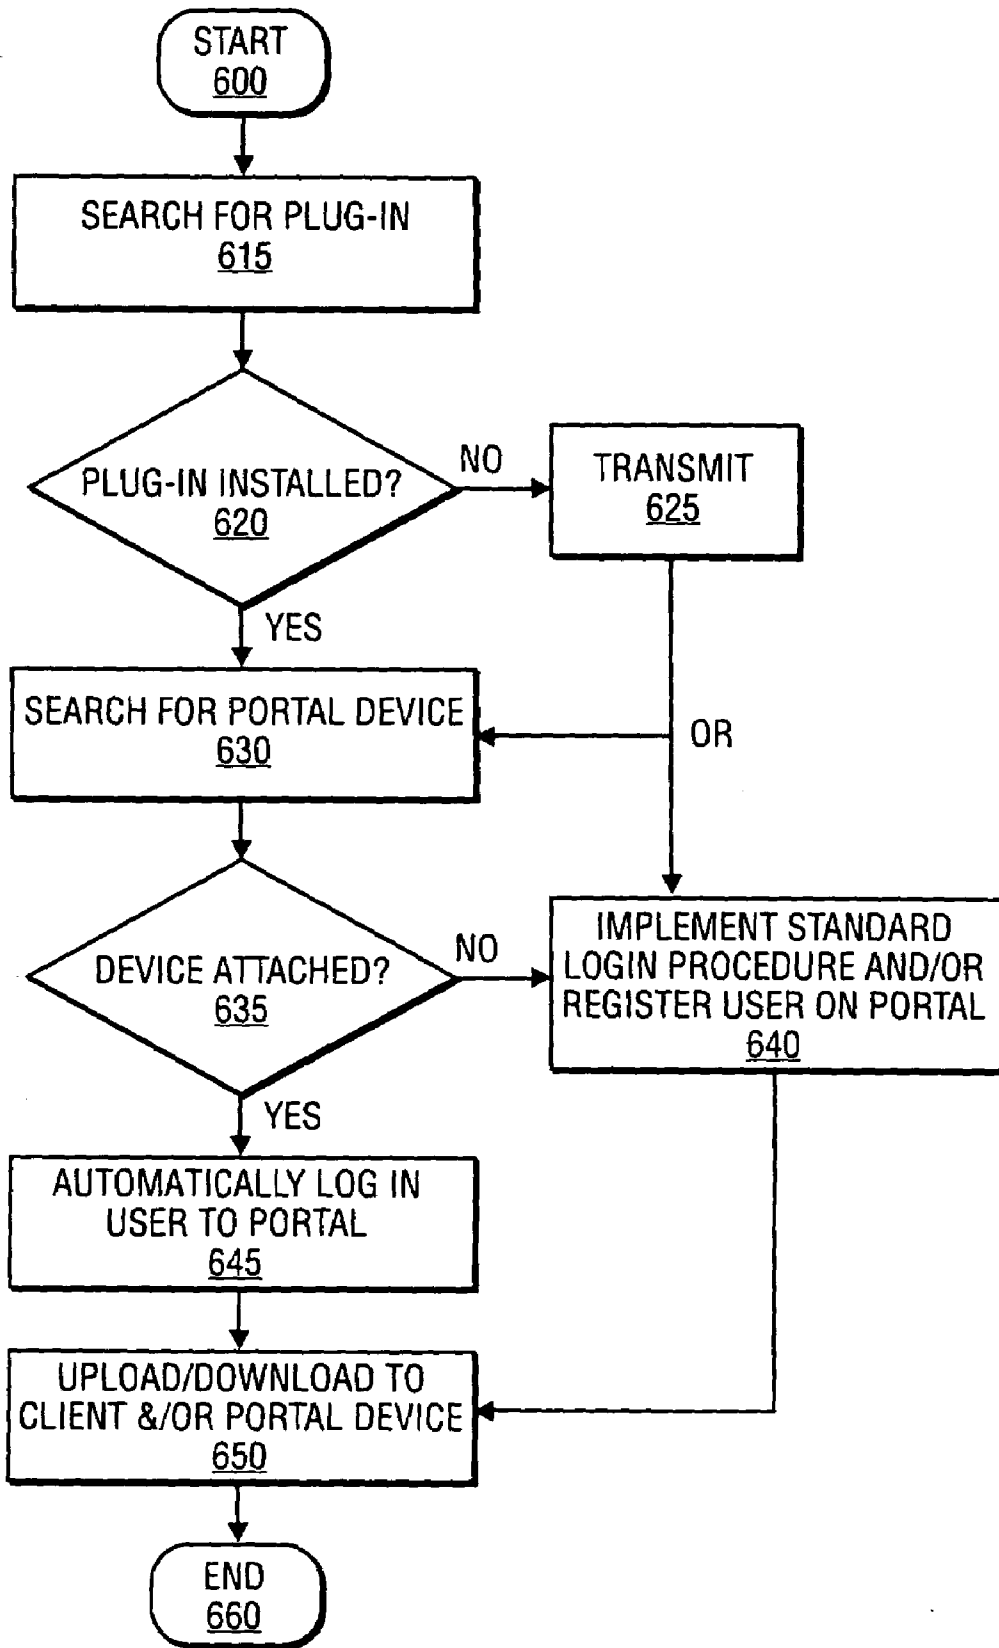 START
600
SEARCH FOR PLUG-IN
615
PLUG-IN INSTALLED?
620
NO
TRANSMIT
625
YES
SEARCH FOR PORTAL DEVICE
630
OR
DEVICE ATTACHED?
635
NO
IMPLEMENT STANDARD
LOGIN PROCEDURE AND/OR
REGISTER USER ON PORTAL
640
YES
AUTOMATICALLY LOG IN
USER TO PORTAL
645
UPLOAD/DOWNLOAD TO
CLIENT &/OR PORTAL DEVICE
650
END
660